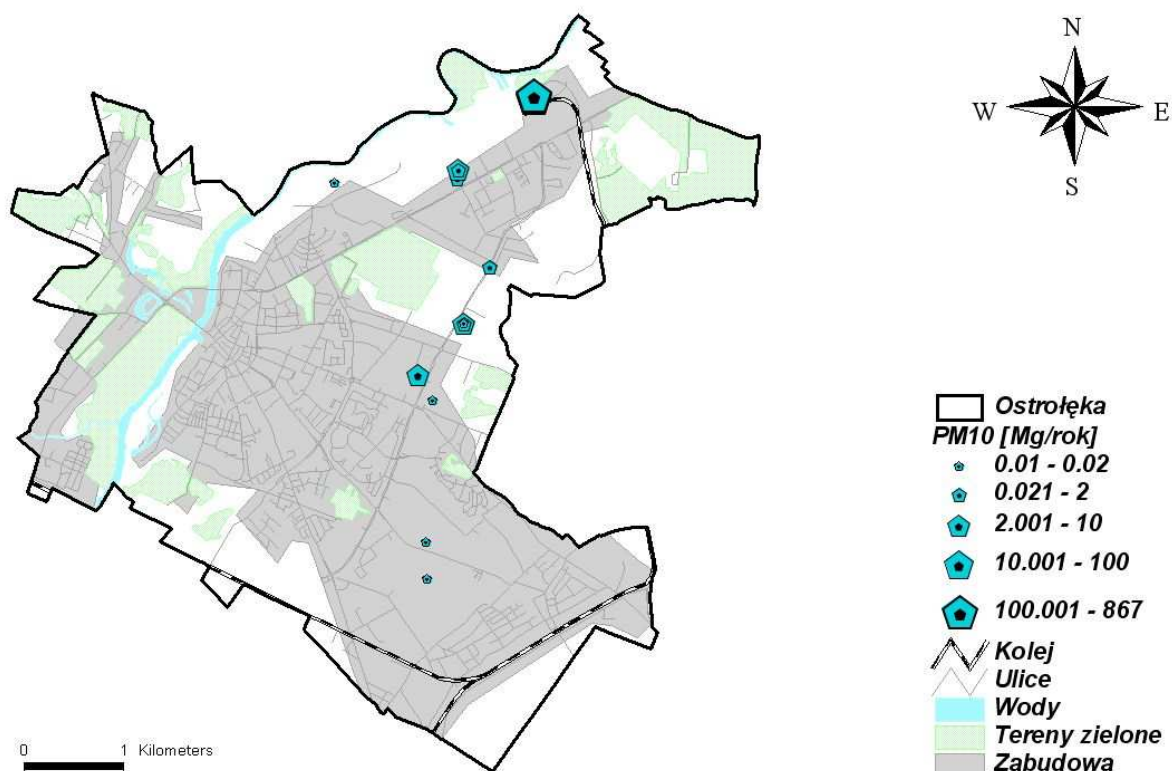 N
W E
S
Ostrołęka
PM10 [Mg/rok]
0.01 - 0.02
0.021 - 2
2.001 - 10
10.001 - 100
100.001 - 867
Kolej
Ulice
Wody
Tereny zielone
Zabudowa
0 1 Kilometers